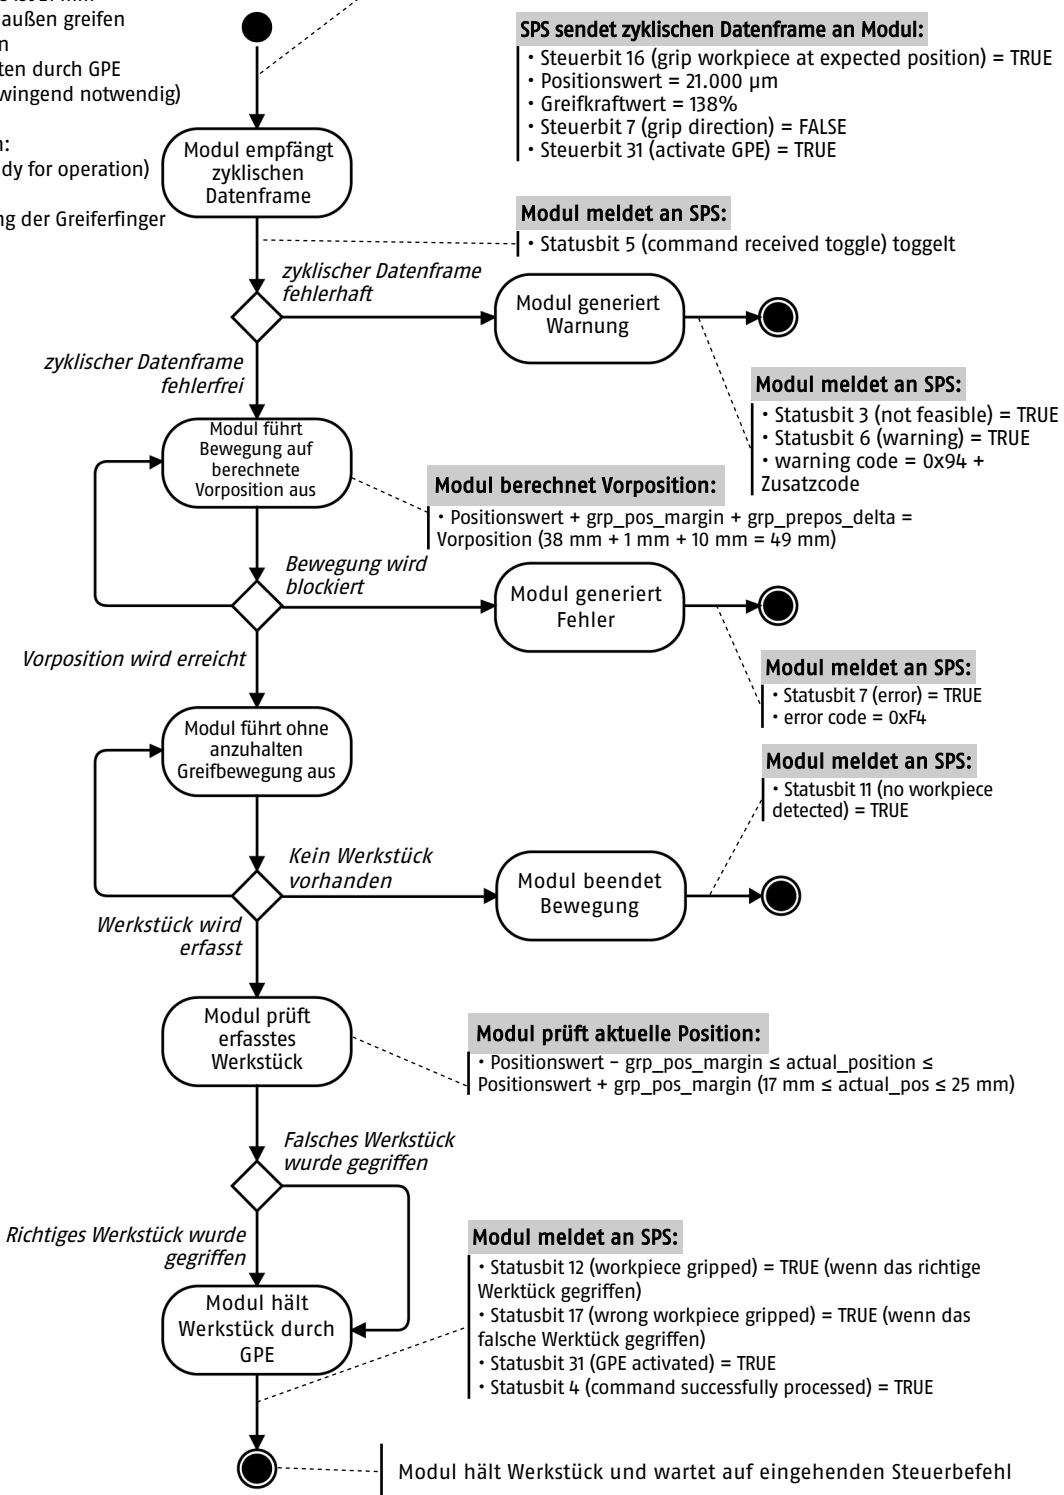 außen greifen
ten durch GPE
wingend notwendig)
dy for operation)
ng der Greiferfinger
SPS sendet zyklischen Datenframe an Modul:
• Steuerbit 16 (grip workpiece at expected position) = TRUE
• Positionswert = 21.000 µm
• Greifkraftwert = 138%
• Steuerbit 7 (grip direction) = FALSE
• Steuerbit 31 (activate GPE) = TRUE
Modul empfängt
zyklischen
Datenframe
Modul meldet an SPS:
• Statusbit 5 (command received toggle) toggelt
zyklischer Datenframe
fehlerhaft
Modul generiert
Warnung
zyklischer Datenframe
fehlerfrei
Modul meldet an SPS:
• Statusbit 3 (not feasible) = TRUE
• Statusbit 6 (warning) = TRUE
• warning code = 0x94 +
Zusatzcode
Modul führt
Bewegung auf
berechnete
Vorposition aus
Modul berechnet Vorposition:
• Positionswert + grp_pos_margin + grp_prepos_delta =
Vorposition (38 mm + 1 mm + 10 mm = 49 mm)
Bewegung wird
blockiert
Modul generiert
Fehler
Vorposition wird erreicht
Modul meldet an SPS:
• Statusbit 7 (error) = TRUE
• error code = 0xF4
Modul führt ohne
anzuhalten
Greifbewegung aus
Modul meldet an SPS:
• Statusbit 11 (no workpiece
detected) = TRUE
Kein Werkstück
vorhanden
Modul beendet
Bewegung
Werkstück wird
erfasst
Modul prüft
erfasstes
Werkstück
Modul prüft aktuelle Position:
• Positionswert − grp_pos_margin ≤ actual_position ≤
Positionswert + grp_pos_margin (17 mm ≤ actual_pos ≤ 25 mm)
Falsches Werkstück
wurde gegriffen
Richtiges Werkstück wurde
gegriffen
Modul hält
Werkstück durch
GPE
Modul meldet an SPS:
• Statusbit 12 (workpiece gripped) = TRUE (wenn das richtige
Werktück gegriffen)
• Statusbit 17 (wrong workpiece gripped) = TRUE (wenn das
falsche Werktück gegriffen)
• Statusbit 31 (GPE activated) = TRUE
• Statusbit 4 (command successfully processed) = TRUE
Modul hält Werkstück und wartet auf eingehenden Steuerbefehl